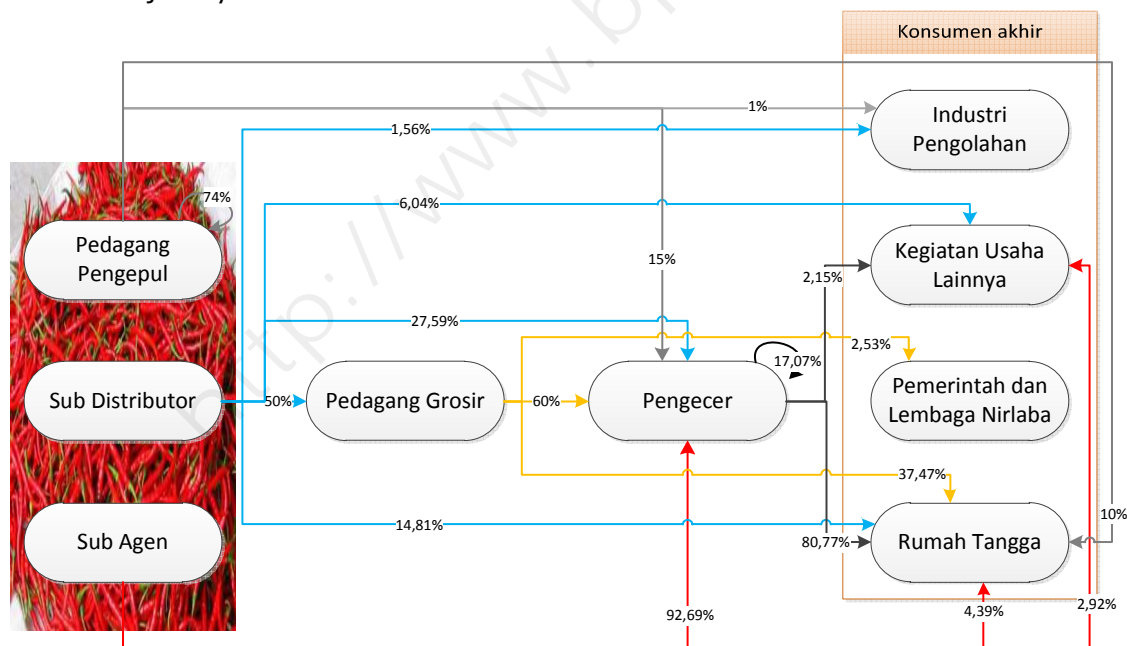 Konsumen akhir
1%
Industri
Pengolahan
1,56%
74%
6,04%
Pedagang
Pengepul
15%
2,15%
Kegiatan Usaha
Lainnya
27,59%
2,53%
17,07%
Sub Distributor
50%
Pedagang Grosir
60%
Pengecer
Pemerintah dan
Lembaga Nirlaba
37,47%
14,81%
10%
Sub Agen
80,77%
Rumah Tangga
92,69%
4,39%
2,92%
http://www.b